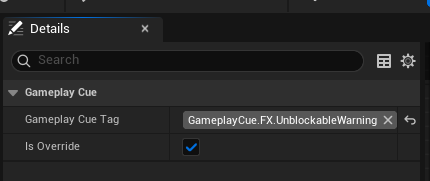 Details
Search
Gameplay Cue
Gameplay Cue Tag
GameplayCue.FX.UnblockableWarning
Is Override